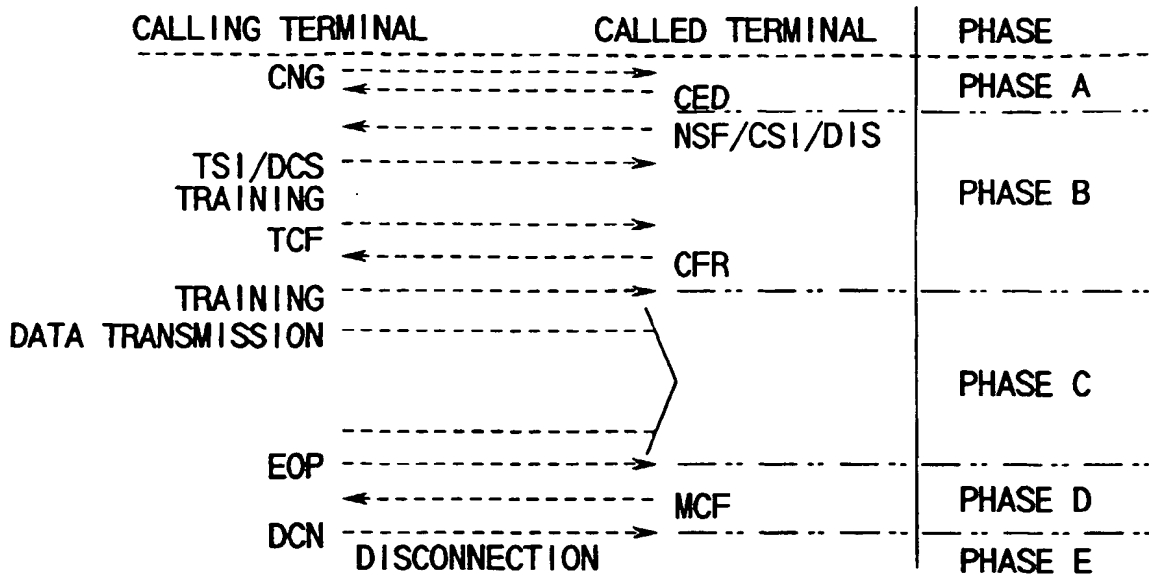 CALLING TERMINAL CALLED TERMINAL PHASE
CNG
CED
PHASE A
NSF/CSI/DIS
TSI/DCS
TRAINING
PHASE B
TCF
CFR
TRAINING
DATA TRANSMISSION
PHASE C
EOP
MCF
PHASE D
DCN
DISCONNECTION
PHASE E